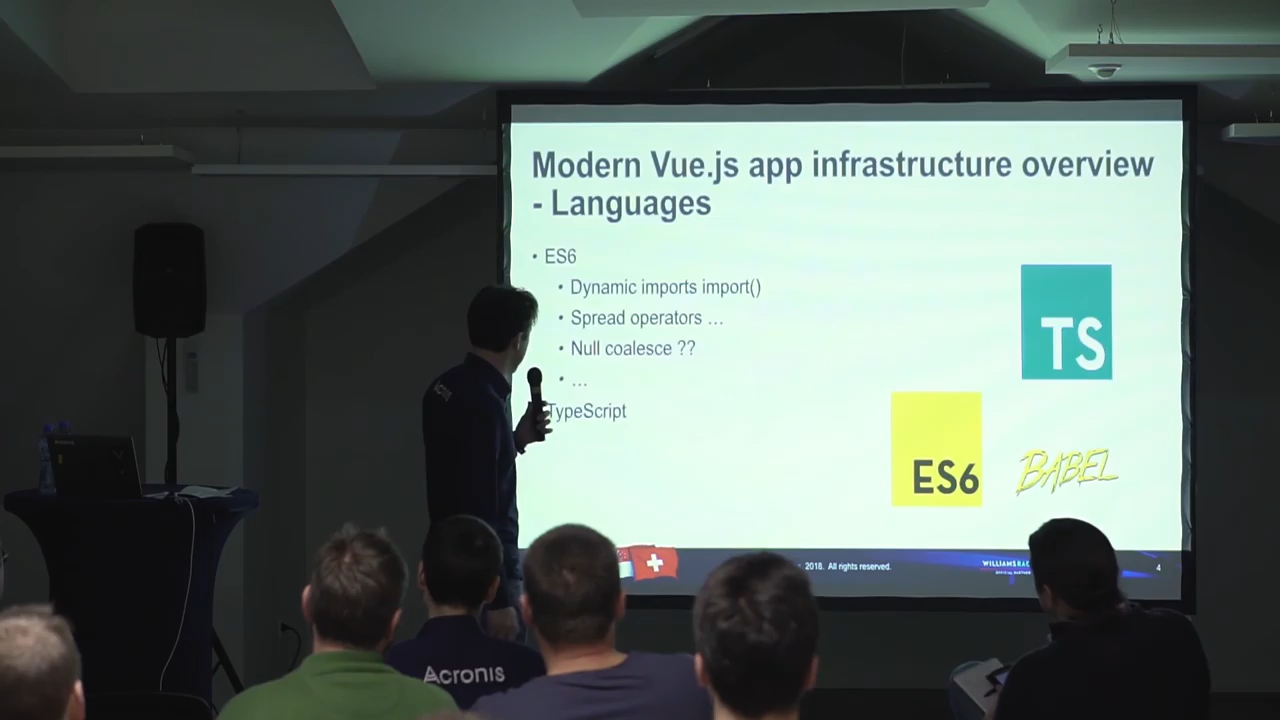 Modern Vue.js app infrastructure overview
- Languages
• ES6
• Dynamic imports import()
• Spread operators …
• Null coalesce ??
• …
TypeScript
TS
ES6
BABEL
2018. All rights reserved.
4
Acronis